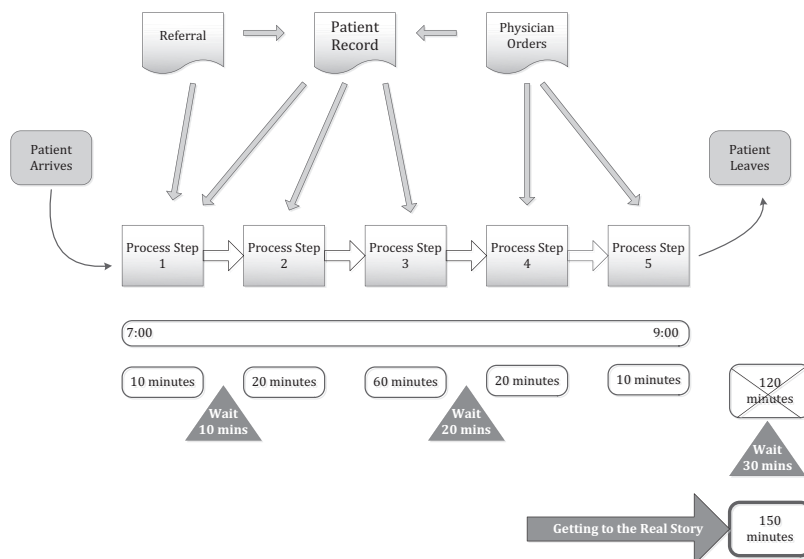 Referral
Patient
Record
Physician
Orders
Patient
Arrives
Patient
Leaves
Process Step
1
Process Step
2
Process Step
3
Process Step
4
Process Step
5
7:00
9:00
10 minutes
20 minutes
60 minutes
20 minutes
10 minutes
120
minutes
Wait
10 mins
Wait
20 mins
Wait
30 mins
Getting to the Real Story
150
minutes